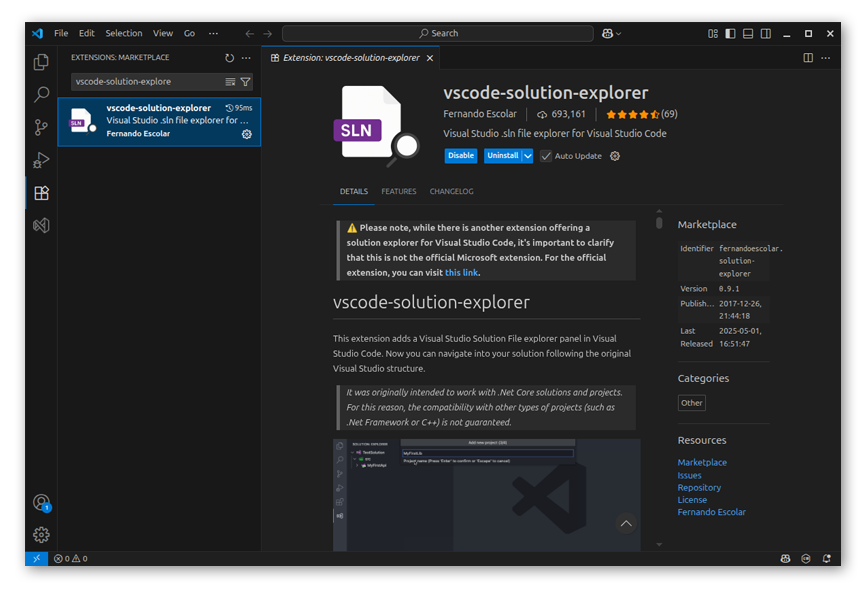 File Edit Selection View Go ···
Search
EXTENSIONS: MARKETPLACE
vscode-solution-explore
SLN
vscode-solution-explorer 95ms
Visual Studio .sln file explorer for ...
Fernando Escolar
Extension: vscode-solution-explorer
SLN
vscode-solution-explorer
Fernando Escolar 693,161 (69)
Visual Studio .sln file explorer for Visual Studio Code
Disable Uninstall Auto Update
DETAILS FEATURES CHANGELOG
Please note, while there is another extension offering a
solution explorer for Visual Studio Code, it's important to clarify
that this is not the official Microsoft extension. For the official
extension, you can visit this link.
vscode-solution-explorer
This extension adds a Visual Studio Solution File explorer panel in Visual
Studio Code. Now you can navigate into your solution following the original
Visual Studio structure.
It was originally intended to work with .Net Core solutions and projects.
For this reason, the compatibility with other types of projects (such as
.Net Framework or C++) is not guaranteed.
SOLUTION EXPLORER
TestSolution
src
MyFirstApi
Add new project (3/4)
MyFirstLib
Project name (Press 'Enter' to confirm or 'Escape' to cancel)
Marketplace
Identifier fernandoescolar.
solution-
explorer
Version 0.9.1
Publish... 2017-12-26,
21:44:18
Last 2025-05-01,
Released 16:51:47
Categories
Other
Resources
Marketplace
Issues
Repository
License
Fernando Escolar
1
0 0